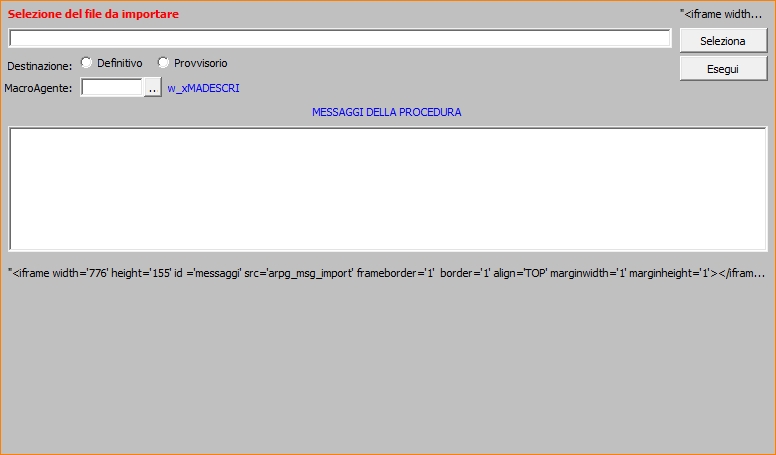 Selezione del file da importare
"<iframe width...
Seleziona
Destinazione: Definitivo Provvisorio
Esegui
MacroAgente: .. w_xMADESCRI
MESSAGGI DELLA PROCEDURA
"<iframe width='776' height='155' id ='messaggi' src='arpg_msg_import' frameborder='1' border='1' align='TOP' marginwidth='1' marginheight='1'></ifram...